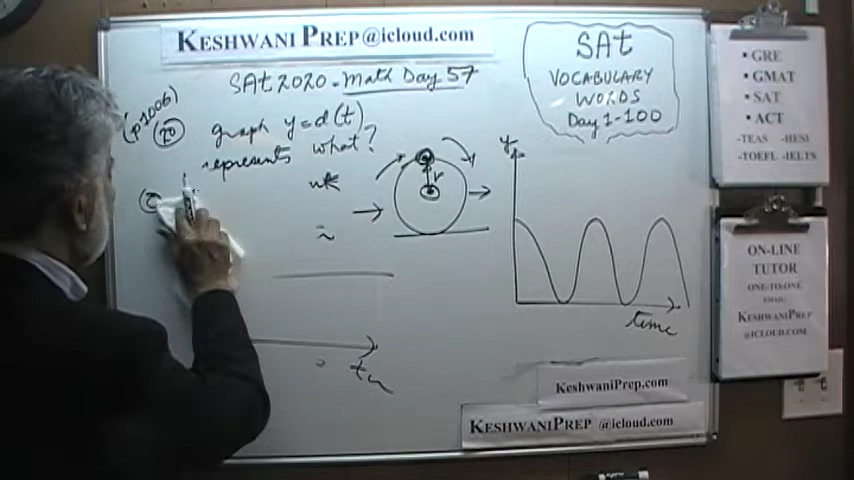 KESHWANI PREP@icloud.com
SAt 2020 - Math Day 57
(p1006)
20 graph y=d(t)
represents what?
r
y
time
SAt
VOCABULARY
WORDS
Day 1-100
▪ GRE
▪ GMAT
▪ SAT
▪ ACT
-TEAS -HESI
-TOEFL -IELTS
ON-LINE
TUTOR
ONE-TO-ONE
EMAIL:
KESHWANIPREP
@ICLOUD.COM
KESHWANIPREP.com
KESHWANIPREP @icloud.com